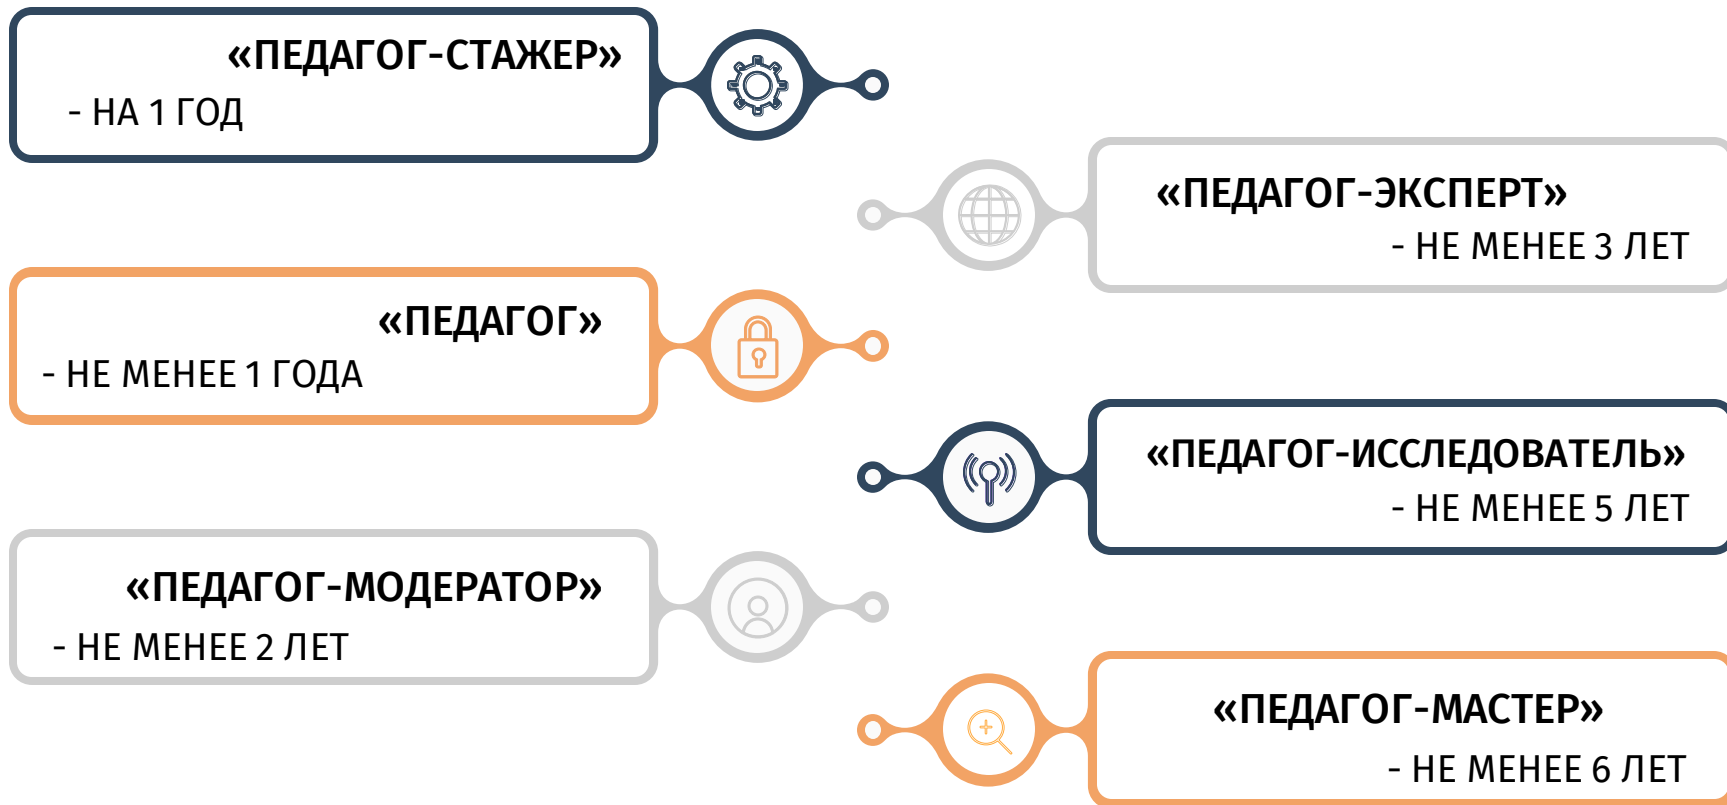 «ПЕДАГОГ-СТАЖЕР»
- НА 1 ГОД
«ПЕДАГОГ»
- НЕ МЕНЕЕ 1 ГОДА
«ПЕДАГОГ-МОДЕРАТОР»
- НЕ МЕНЕЕ 2 ЛЕТ
«ПЕДАГОГ-ЭКСПЕРТ»
- НЕ МЕНЕЕ 3 ЛЕТ
«ПЕДАГОГ-ИССЛЕДОВАТЕЛЬ»
- НЕ МЕНЕЕ 5 ЛЕТ
«ПЕДАГОГ-МАСТЕР»
- НЕ МЕНЕЕ 6 ЛЕТ